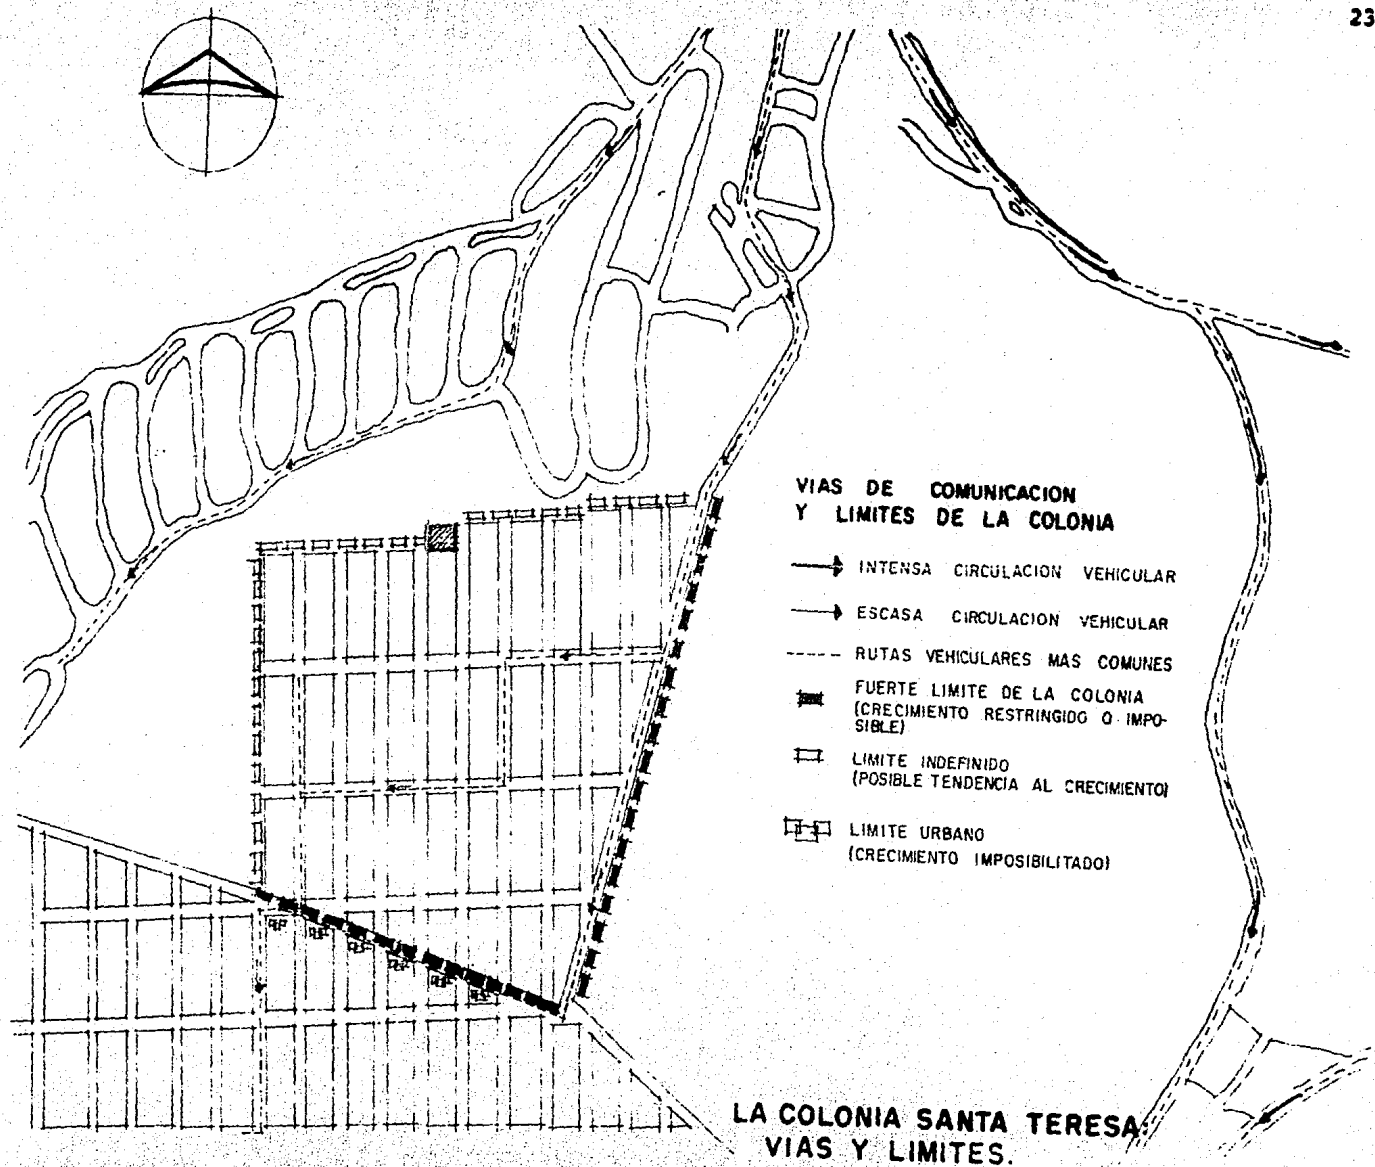 23
VIAS DE COMUNICACION
Y LIMITES DE LA COLONIA
INTENSA CIRCULACION VEHICULAR
ESCASA CIRCULACION VEHICULAR
RUTAS VEHICULARES MAS COMUNES
FUERTE LIMITE DE LA COLONIA
(CRECIMIENTO RESTRINGIDO O IMPO-
SIBLE)
LIMITE INDEFINIDO
(POSIBLE TENDENCIA AL CRECIMIENTO)
LIMITE URBANO
(CRECIMIENTO IMPOSIBILITADO)
LA COLONIA SANTA TERESA:
VIAS Y LIMITES.